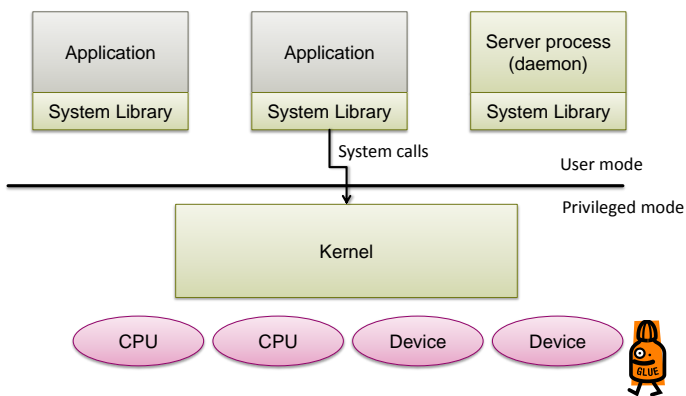 Application
Application
Server process
(daemon)
System Library
System Library
System Library
System calls
User mode
Privileged mode
Kernel
CPU
CPU
Device
Device
GLUE